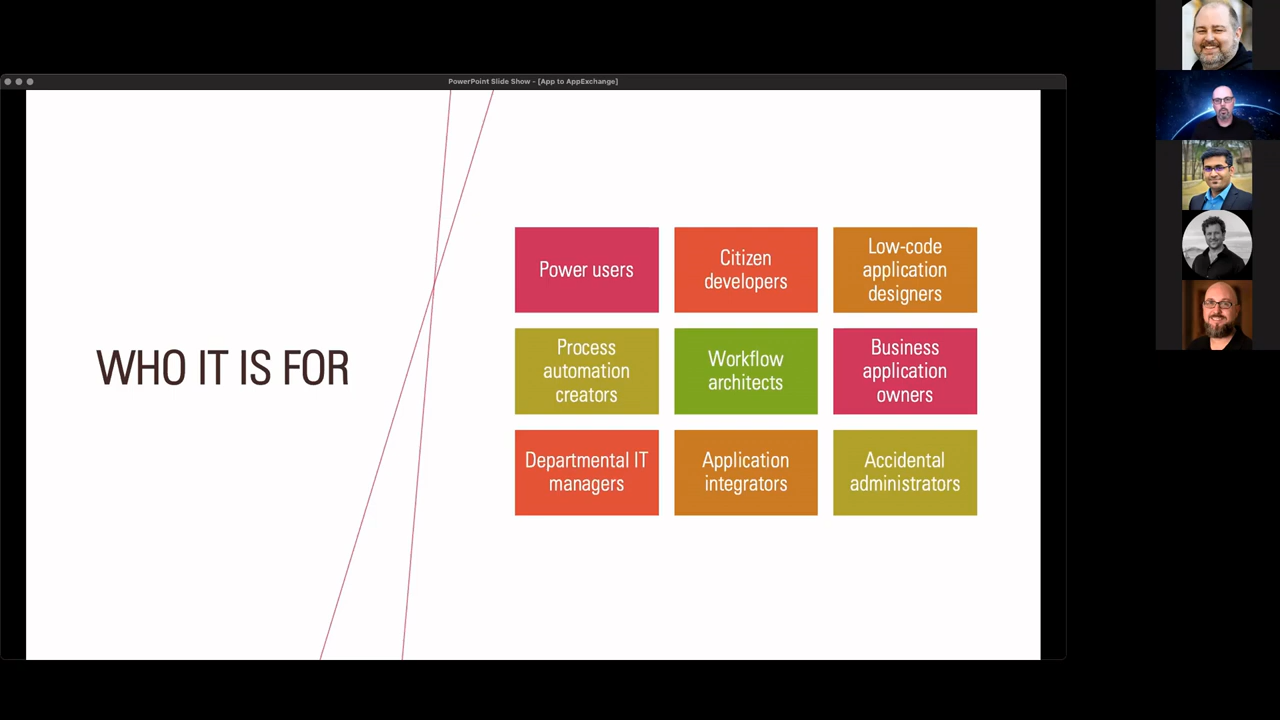 PowerPoint Slide Show - [App to AppExchange]
WHO IT IS FOR
Power users
Citizen
developers
Low-code
application
designers
Process
automation
creators
Workflow
architects
Business
application
owners
Departmental IT
managers
Application
integrators
Accidental
administrators